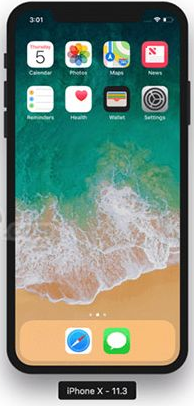 3:01
Thursday
5
Calendar
Photos
Maps
News
Reminders
Health
Wallet
Settings
iPhone X - 11.3